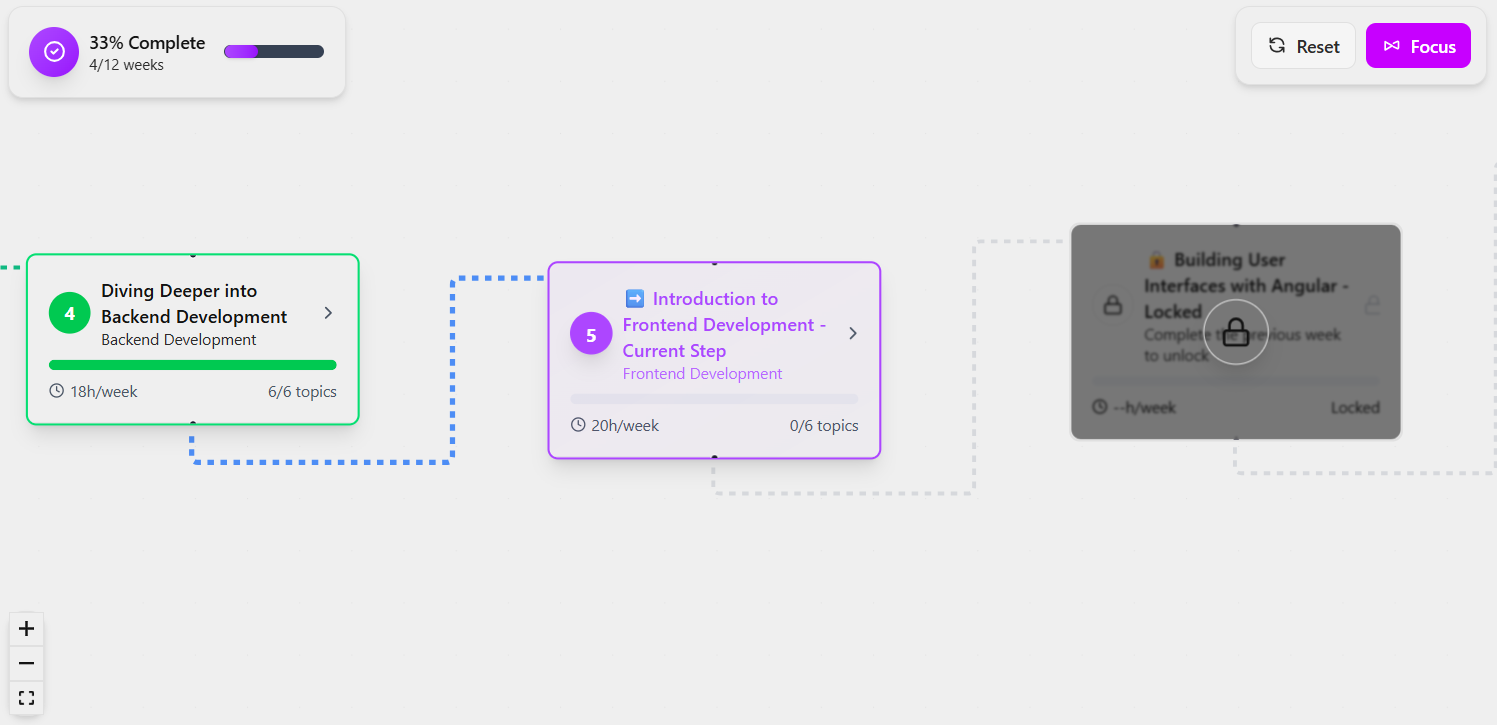 33% Complete
4/12 weeks
Reset
Focus
4
Diving Deeper into
Backend Development
Backend Development
18h/week
6/6 topics
5
➡️ Introduction to
Frontend Development -
Current Step
Frontend Development
20h/week
0/6 topics
🔒 Building User
Interfaces with Angular -
Locked
Complete the previous week
to unlock
--h/week
Locked